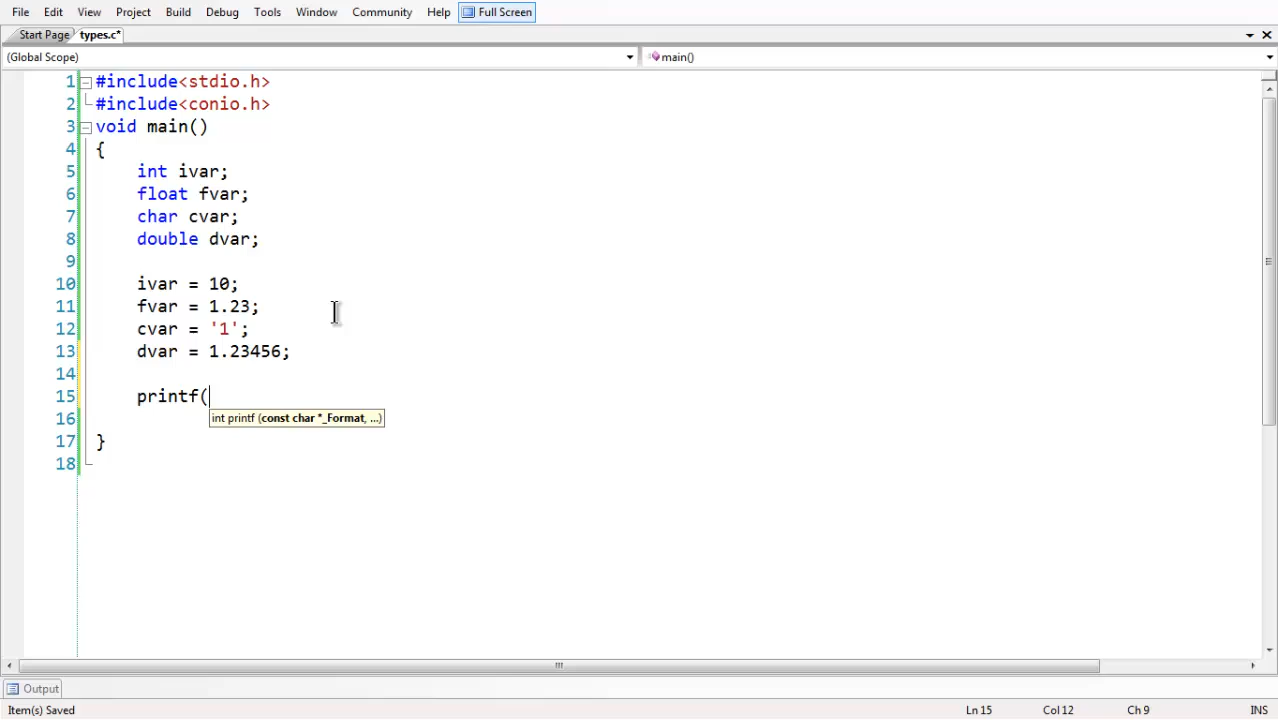 File Edit View Project Build Debug Tools Window Community Help Full Screen
Start Page types.c*
(Global Scope) main()
1 #include<stdio.h>
2 #include<conio.h>
3 void main()
4 {
5 int ivar;
6 float fvar;
7 char cvar;
8 double dvar;
9
10 ivar = 10;
11 fvar = 1.23;
12 cvar = '1';
13 dvar = 1.23456;
14
15 printf(
int printf (const char *_Format, ...)
16
17 }
18
Output
Item(s) Saved Ln 15 Col 12 Ch 9 INS